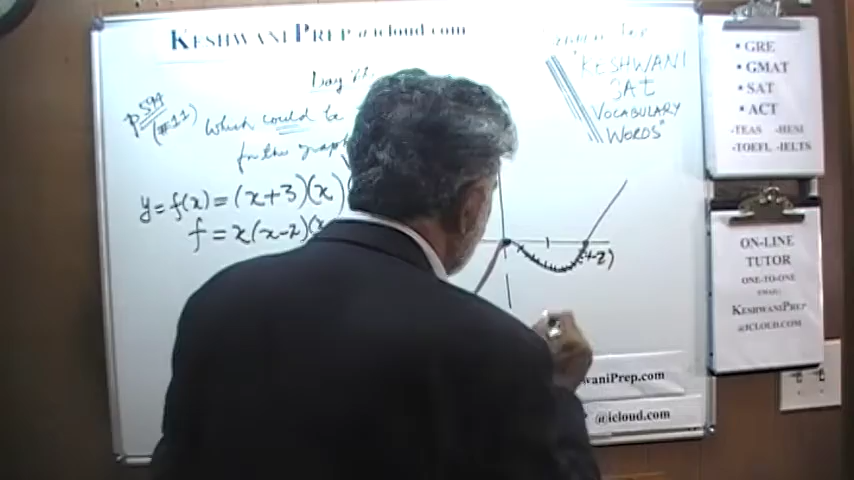 KESHWANIPREP@icloud.com
Day
p594
(#11) Which could be
for the graph
y = f(x) = (x+3)(x)
f = x(x-2)(x
"KESHWANI
SAT
VOCABULARY
WORDS"
-2)
waniPrep.com
@icloud.com
• GRE
• GMAT
• SAT
• ACT
-TEAS -HESI
-TOEFL -IELTS
ON-LINE
TUTOR
ONE-TO-ONE
EMAIL:
KESHWANIPREP
@ICLOUD.COM